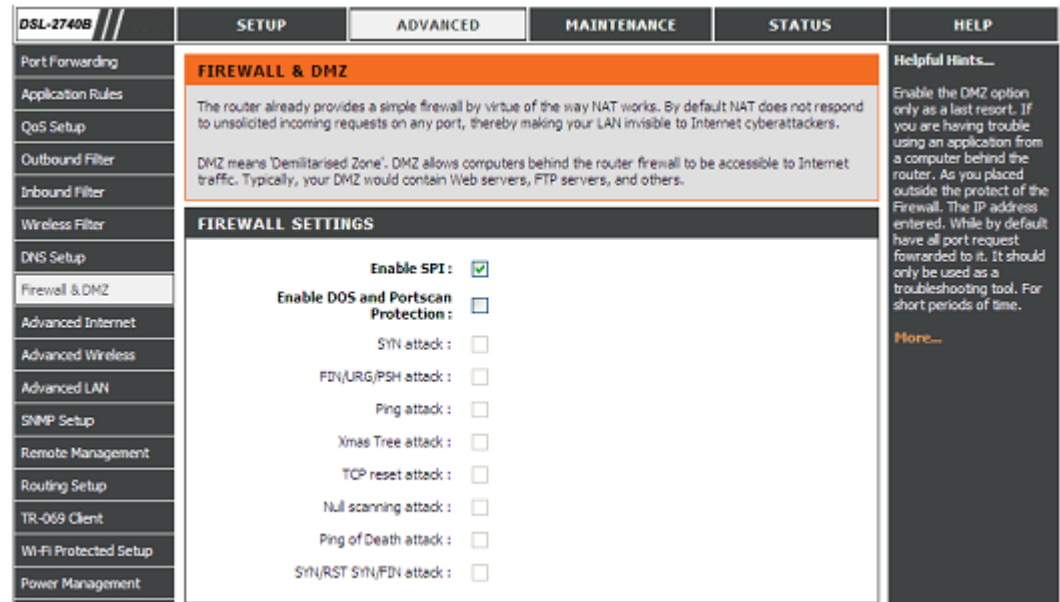 DSL-2740B
SETUP
ADVANCED
MAINTENANCE
STATUS
HELP
Port Forwarding
Application Rules
QoS Setup
Outbound Filter
Inbound Filter
Wireless Filter
DNS Setup
Firewall & DMZ
Advanced Internet
Advanced Wireless
Advanced LAN
SNMP Setup
Remote Management
Routing Setup
TR-069 Client
Wi-Fi Protected Setup
Power Management
FIREWALL & DMZ
The router already provides a simple firewall by virtue of the way NAT works. By default NAT does not respond
to unsolicited incoming requests on any port, thereby making your LAN invisible to Internet cyberattackers.
DMZ means 'Demilitarised Zone'. DMZ allows computers behind the router firewall to be accessible to Internet
traffic. Typically, your DMZ would contain Web servers, FTP servers, and others.
FIREWALL SETTINGS
Enable SPI :
Enable DOS and Portscan
Protection :
SYN attack :
FIN/URG/PSH attack :
Ping attack :
Xmas Tree attack :
TCP reset attack :
Null scanning attack :
Ping of Death attack :
SYN/RST SYN/FIN attack :
Helpful Hints...
Enable the DMZ option
only as a last resort. If
you are having trouble
using an application from
a computer behind the
router. As you placed
outside the protect of the
Firewall. The IP address
entered. While by default
have all port request
fowrarded to it. It should
only be used as a
troubleshooting tool. For
short periods of time.
More...